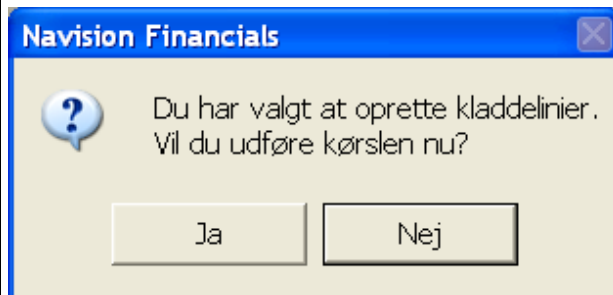 Navision Financials
Du har valgt at oprette kladdelinier.
Vil du udføre kørslen nu?
Ja
Nej